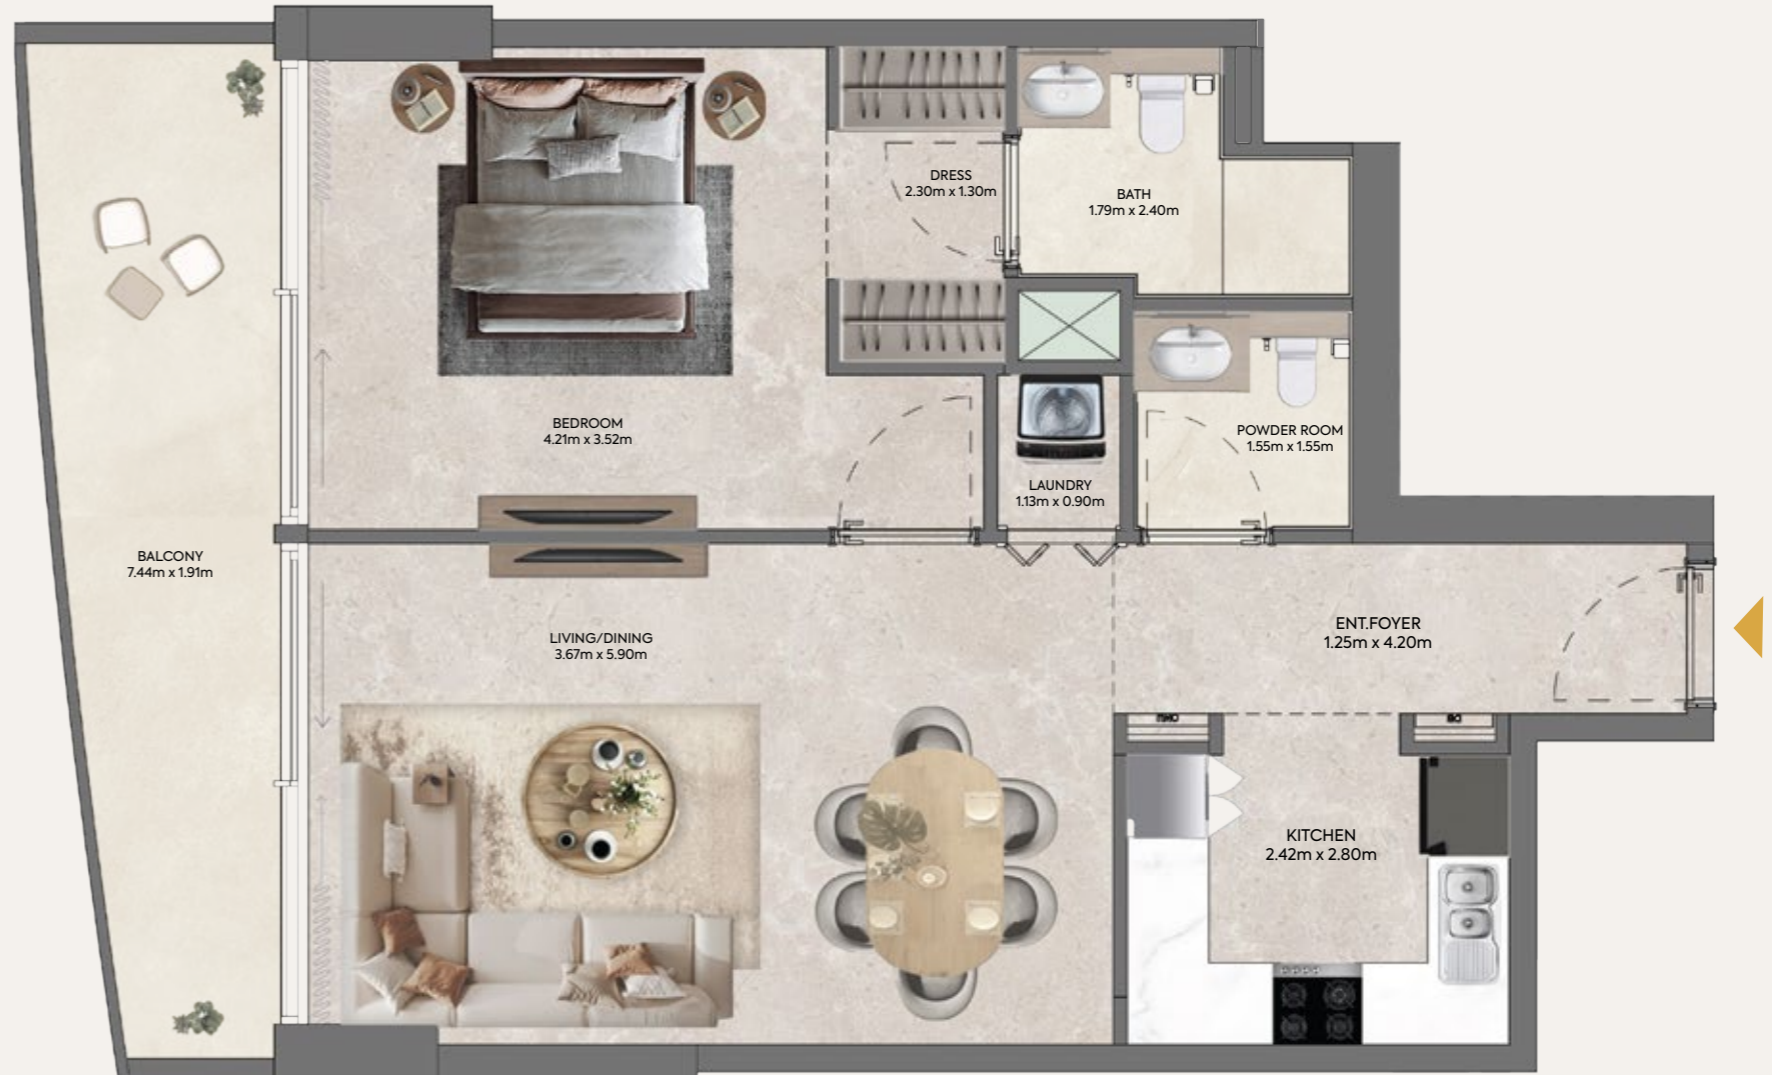 DRESS
2.30m x 1.30m
BATH
1.79m x 2.40m
BEDROOM
4.21m x 3.52m
POWDER ROOM
1.55m x 1.55m
LAUNDRY
1.13m x 0.90m
BALCONY
7.44m x 1.91m
LIVING/DINING
3.67m x 5.90m
ENT.FOYER
1.25m x 4.20m
KITCHEN
2.42m x 2.80m